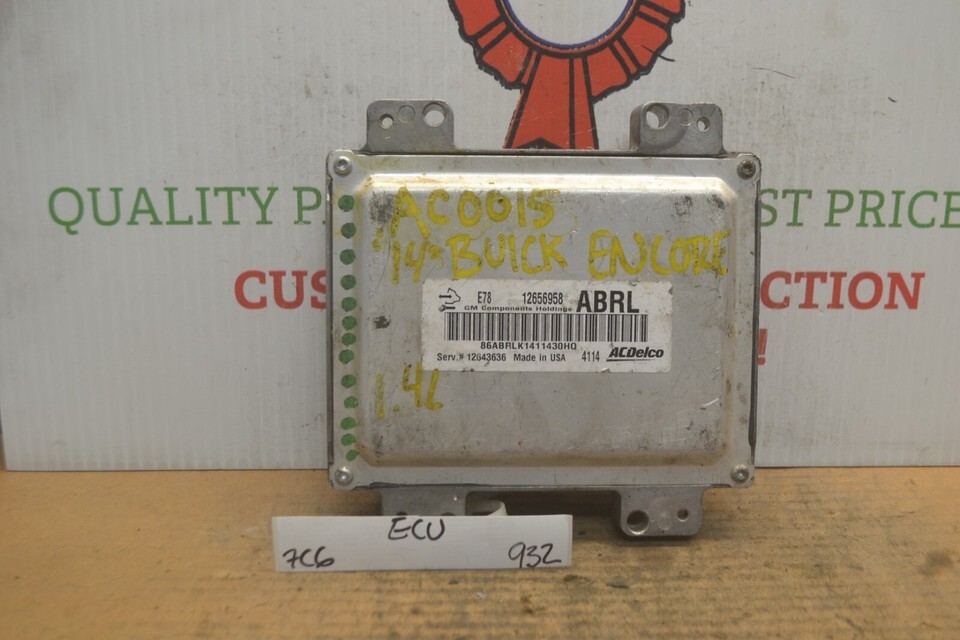 QUALITY P ST PRICE
CUS CTION
!
AC0015
14 BUICK ENCORE
E78 12656958 ABRL
GM Components Holdings
86ABRLK1411430HQ
Serv.# 12643636 Made in USA 4114 ACDelco
1.4L
ECU
7C6 932